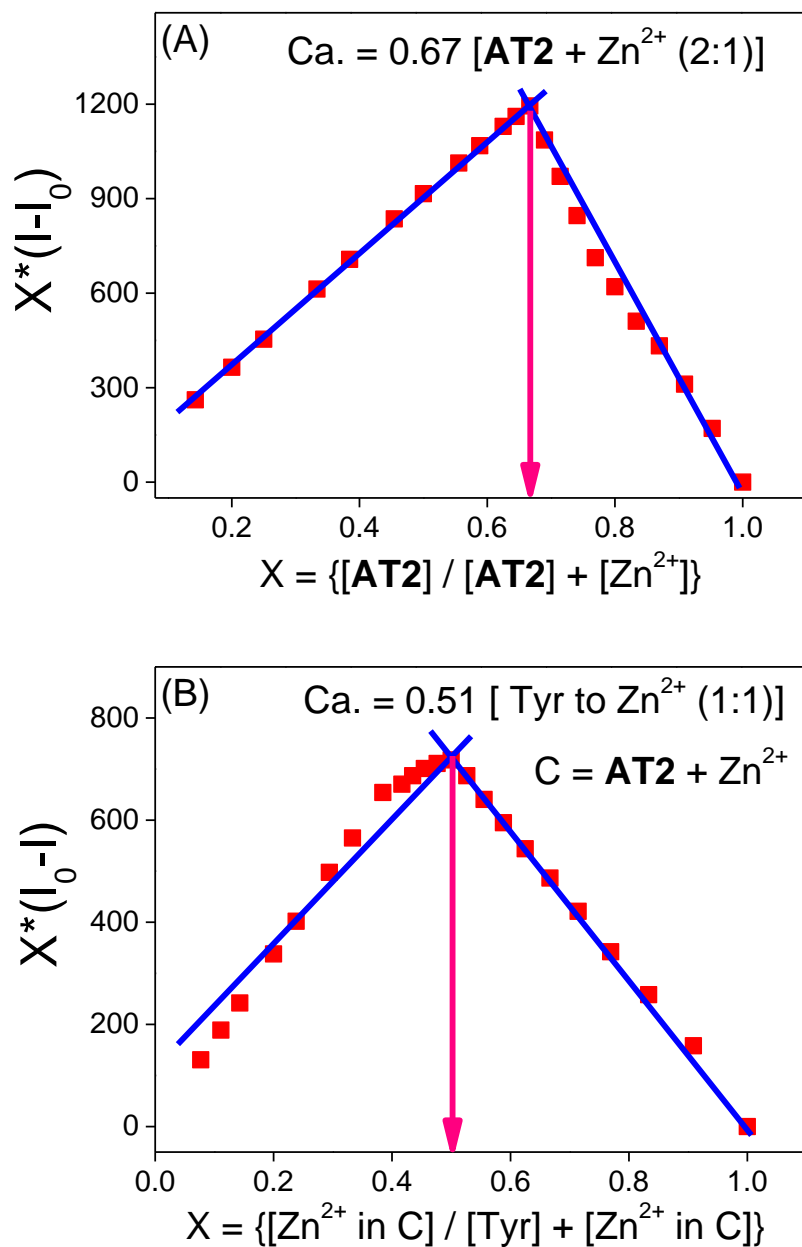 (A)
Ca. = 0.67 [AT2 + Zn²⁺ (2:1)]
1200
900
600
300
0
X*(I-I₀)
0.2 0.4 0.6 0.8 1.0
X = {[AT2] / [AT2] + [Zn²⁺]}
(B)
Ca. = 0.51 [ Tyr to Zn²⁺ (1:1)]
C = AT2 + Zn²⁺
800
600
400
200
0
X*(I₀-I)
0.0 0.2 0.4 0.6 0.8 1.0
X = {[Zn²⁺ in C] / [Tyr] + [Zn²⁺ in C]}